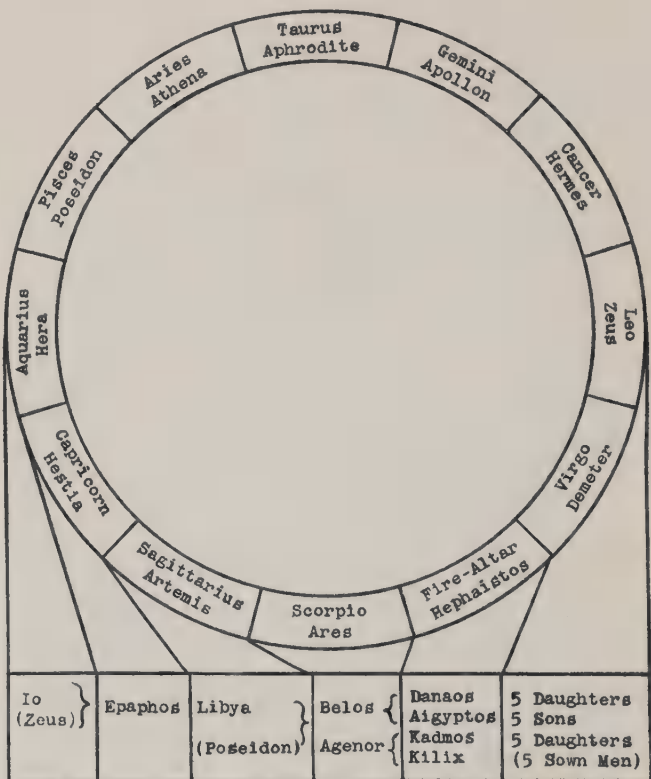 Taurus
Aphrodite
Gemini
Apollon
Cancer
Hermes
Leo
Zeus
Virgo
Demeter
Fire-Altar
Hephaistos
Scorpio
Ares
Sagittarius
Artemis
Capricorn
Hestia
Aquarius
Hera
Pisces
Poseidon
Aries
Athena
Io
(Zeus)
Epaphos
Libya
(Poseidon)
Belos
Agenor
Danaos
Aigyptos
Kadmos
Kilix
5 Daughters
5 Sons
5 Daughters
(5 Sown Men)